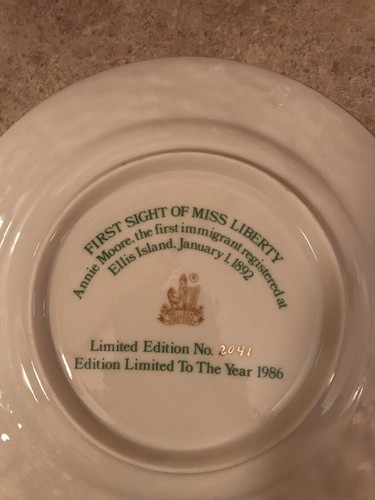 FIRST SIGHT OF MISS LIBERTY
Annie Moore, the first immigrant registered at
Ellis Island, January 1, 1892
®
Limited Edition No. 2041
Edition Limited To The Year 1986